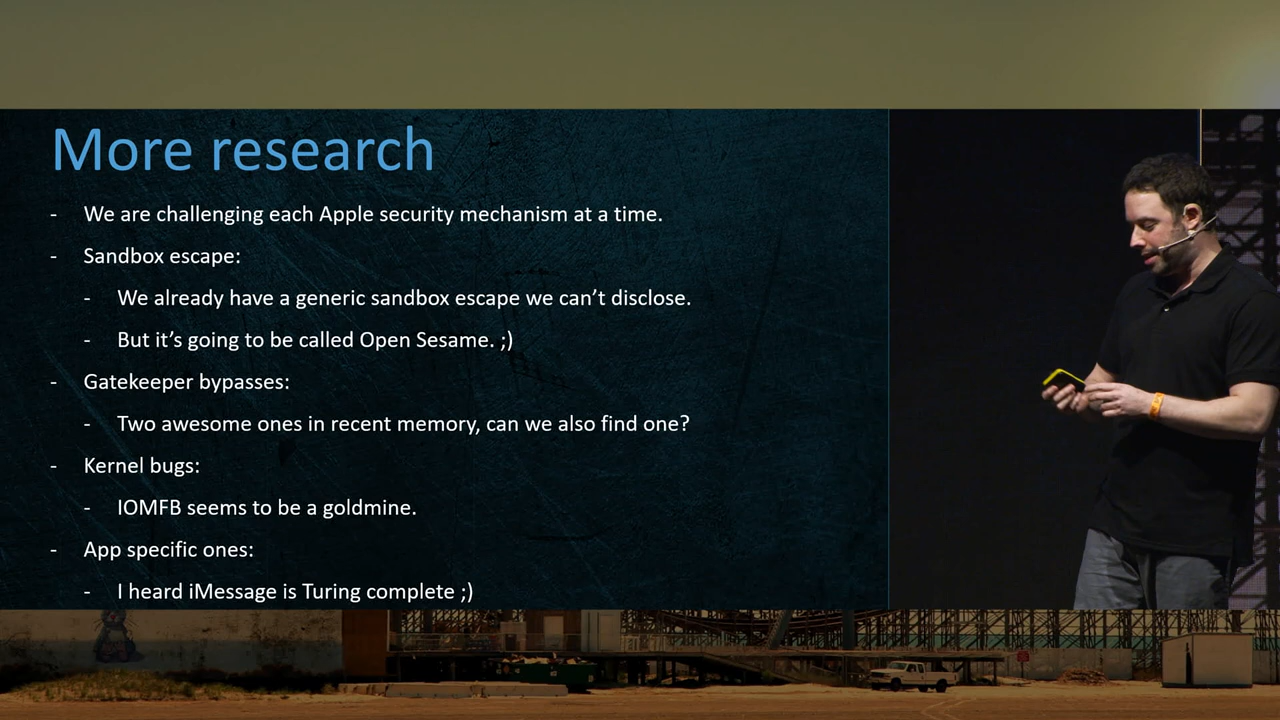 More research
- We are challenging each Apple security mechanism at a time.
- Sandbox escape:
- We already have a generic sandbox escape we can't disclose.
- But it's going to be called Open Sesame. ;)
- Gatekeeper bypasses:
- Two awesome ones in recent memory, can we also find one?
- Kernel bugs:
- IOMFB seems to be a goldmine.
- App specific ones:
- I heard iMessage is Turing complete ;)